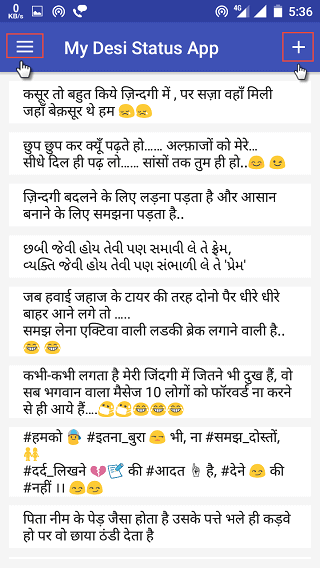 0
KB/s
4G
5:36
My Desi Status App
कसूर तो बहुत किये ज़िन्दगी में , पर सज़ा वहाँ मिली
जहाँ बेक़सूर थे हम 😣😣
छुप छुप कर क्यूँ पढ़ते हो...... अल्फ़ाजों को मेरे...
सीधे दिल ही पढ़ लो...... सांसों तक तुम ही हो..😊 😉
ज़िन्दगी बदलने के लिए लड़ना पड़ता है और आसान
बनाने के लिए समझना पड़ता है..
છબી જેવી હોય તેવી પણ સમાવી લે તે ફ્રેમ,
વ્યક્તિ જેવી હોય તેવી પણ સંભાળી લે તે 'પ્રેમ'
जब हवाई जहाज के टायर की तरह दोनो पैर धीरे धीरे
बाहर आने लगे तो .....
समझ लेना एक्टिवा वाली लडकी ब्रेक लगाने वाली है..
😂 😂
कभी-कभी लगता है मेरी जिंदगी में जितने भी दुख हैं, वो
सब भगवान वाला मैसेज 10 लोगों को फॉरवर्ड ना करने
से ही आये हैं....😷😷😂😂😂
#हमको #इतना_बुरा 😏 भी, ना #समझ_दोस्तों,
👬
#दर्द_लिखने 💔📝 की #आदत ☝ है, #देने 😊 की
#नहीं ।। 😊😊
पिता नीम के पेड़ जैसा होता है उसके पत्ते भले ही कड़वे
हो पर वो छाया ठंडी देता है